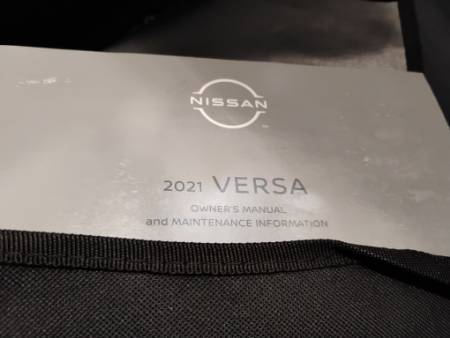 NISSAN
2021 VERSA
OWNER'S MANUAL
and MAINTENANCE INFORMATION